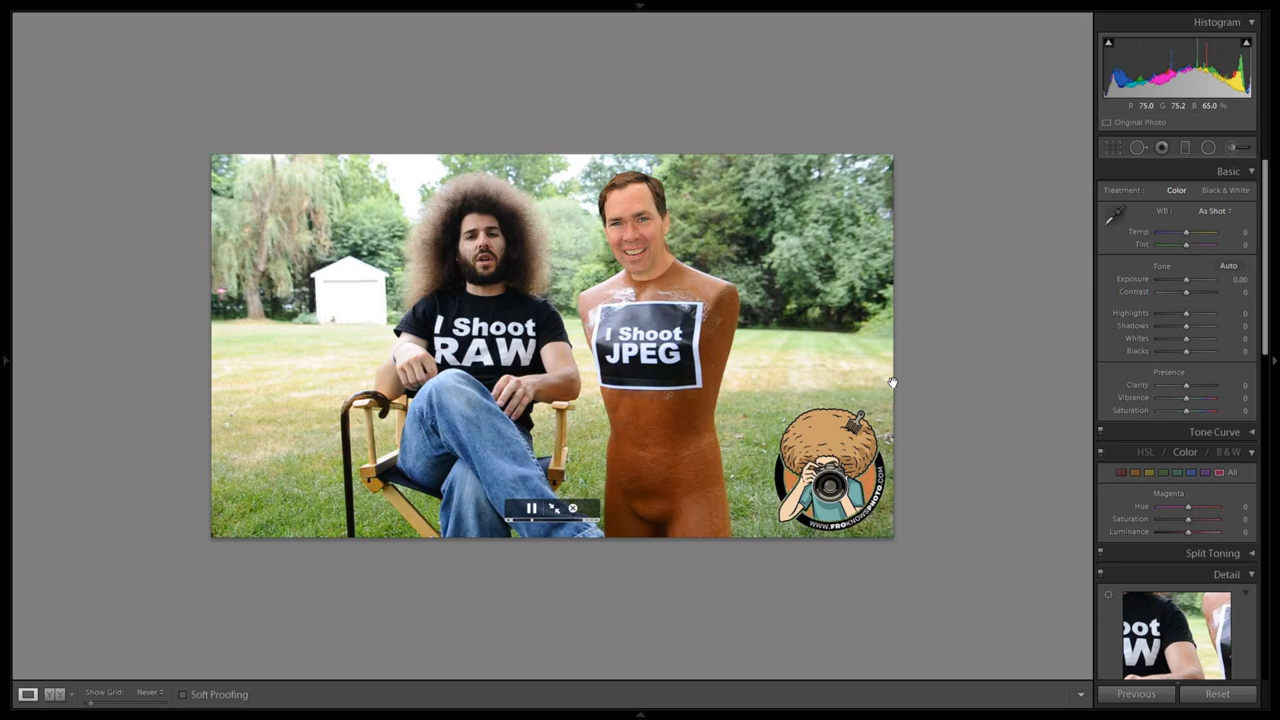 Histogram
R 75.0 G 75.2 B 65.0 %
Original Photo
Basic
Treatment : Color Black & White
WB : As Shot
Temp 0
Tint 0
Tone Auto
Exposure 0.00
Contrast 0
Highlights 0
Shadows 0
Whites 0
Blacks 0
Presence
Clarity 0
Vibrance 0
Saturation 0
Tone Curve
HSL / Color / B & W
All
Magenta
Hue 0
Saturation 0
Luminance 0
Split Toning
Detail
oot
W
Previous Reset
I Shoot
RAW
I Shoot
JPEG
WWW.FROKNOWSPHOTO.COM
YY Show Grid: Never Soft Proofing